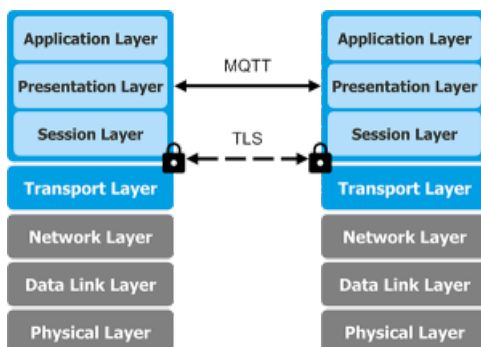 Application Layer
Presentation Layer
Session Layer
Transport Layer
Network Layer
Data Link Layer
Physical Layer
MQTT
TLS
Application Layer
Presentation Layer
Session Layer
Transport Layer
Network Layer
Data Link Layer
Physical Layer